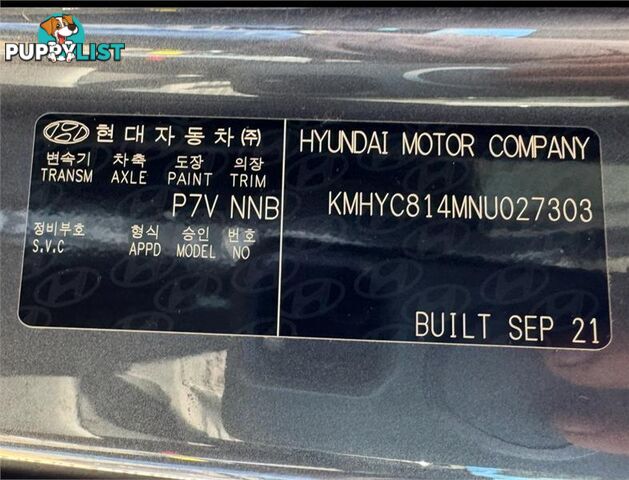 PUPPYLIST
현대자동차㈜
변속기 차축 도장 의장
TRANSM AXLE PAINT TRIM
P7V NNB
정비부호 형식 승인 번호
S.V.C APPD MODEL NO
HYUNDAI MOTOR COMPANY
KMHYC814MNU027303
BUILT SEP 21